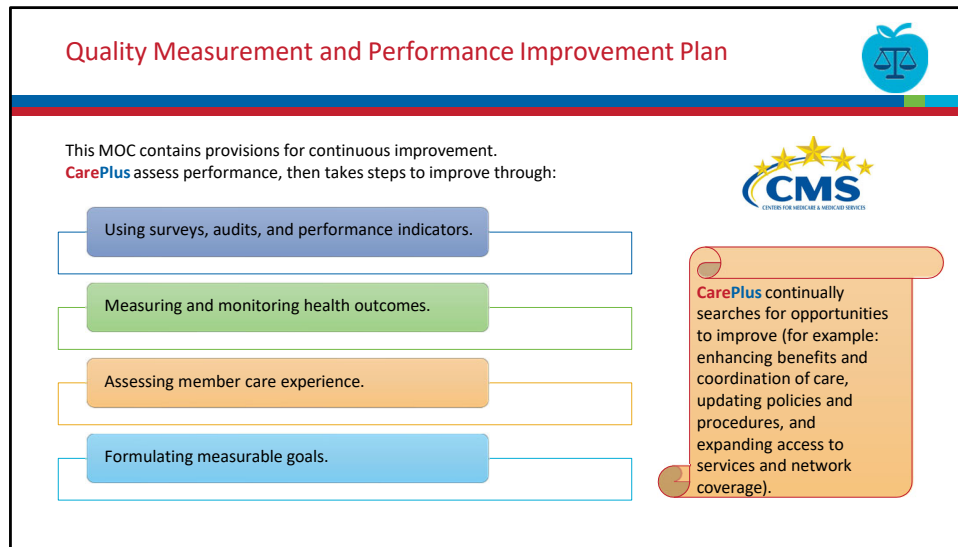 Quality Measurement and Performance Improvement Plan
This MOC contains provisions for continuous improvement.
CarePlus assess performance, then takes steps to improve through:
Using surveys, audits, and performance indicators.
Measuring and monitoring health outcomes.
Assessing member care experience.
Formulating measurable goals.
CMS
CENTERS FOR MEDICARE & MEDICAID SERVICES
CarePlus continually
searches for opportunities
to improve (for example:
enhancing benefits and
coordination of care,
updating policies and
procedures, and
expanding access to
services and network
coverage).